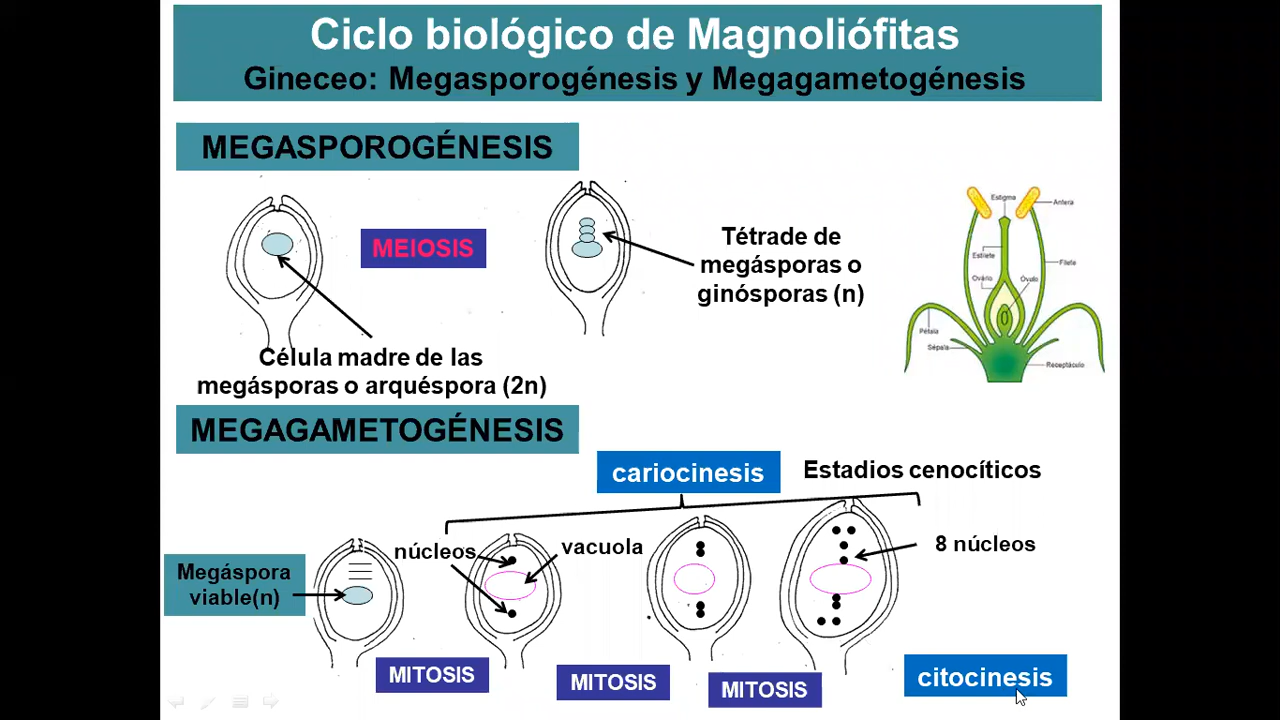 Ciclo biológico de Magnoliófitas
Gineceo: Megasporogénesis y Megagametogénesis
MEGASPOROGÉNESIS
MEIOSIS
Tétrade de
megásporas o
ginósporas (n)
Célula madre de las
megásporas o arquéspora (2n)
Estigma
Antera
Estilete
Filete
Ovário
Óvulo
Pétala
Sépala
Receptáculo
MEGAGAMETOGÉNESIS
cariocinesis
Estadios cenocíticos
núcleos
vacuola
8 núcleos
Megáspora
viable(n)
MITOSIS
MITOSIS
MITOSIS
citocinesis